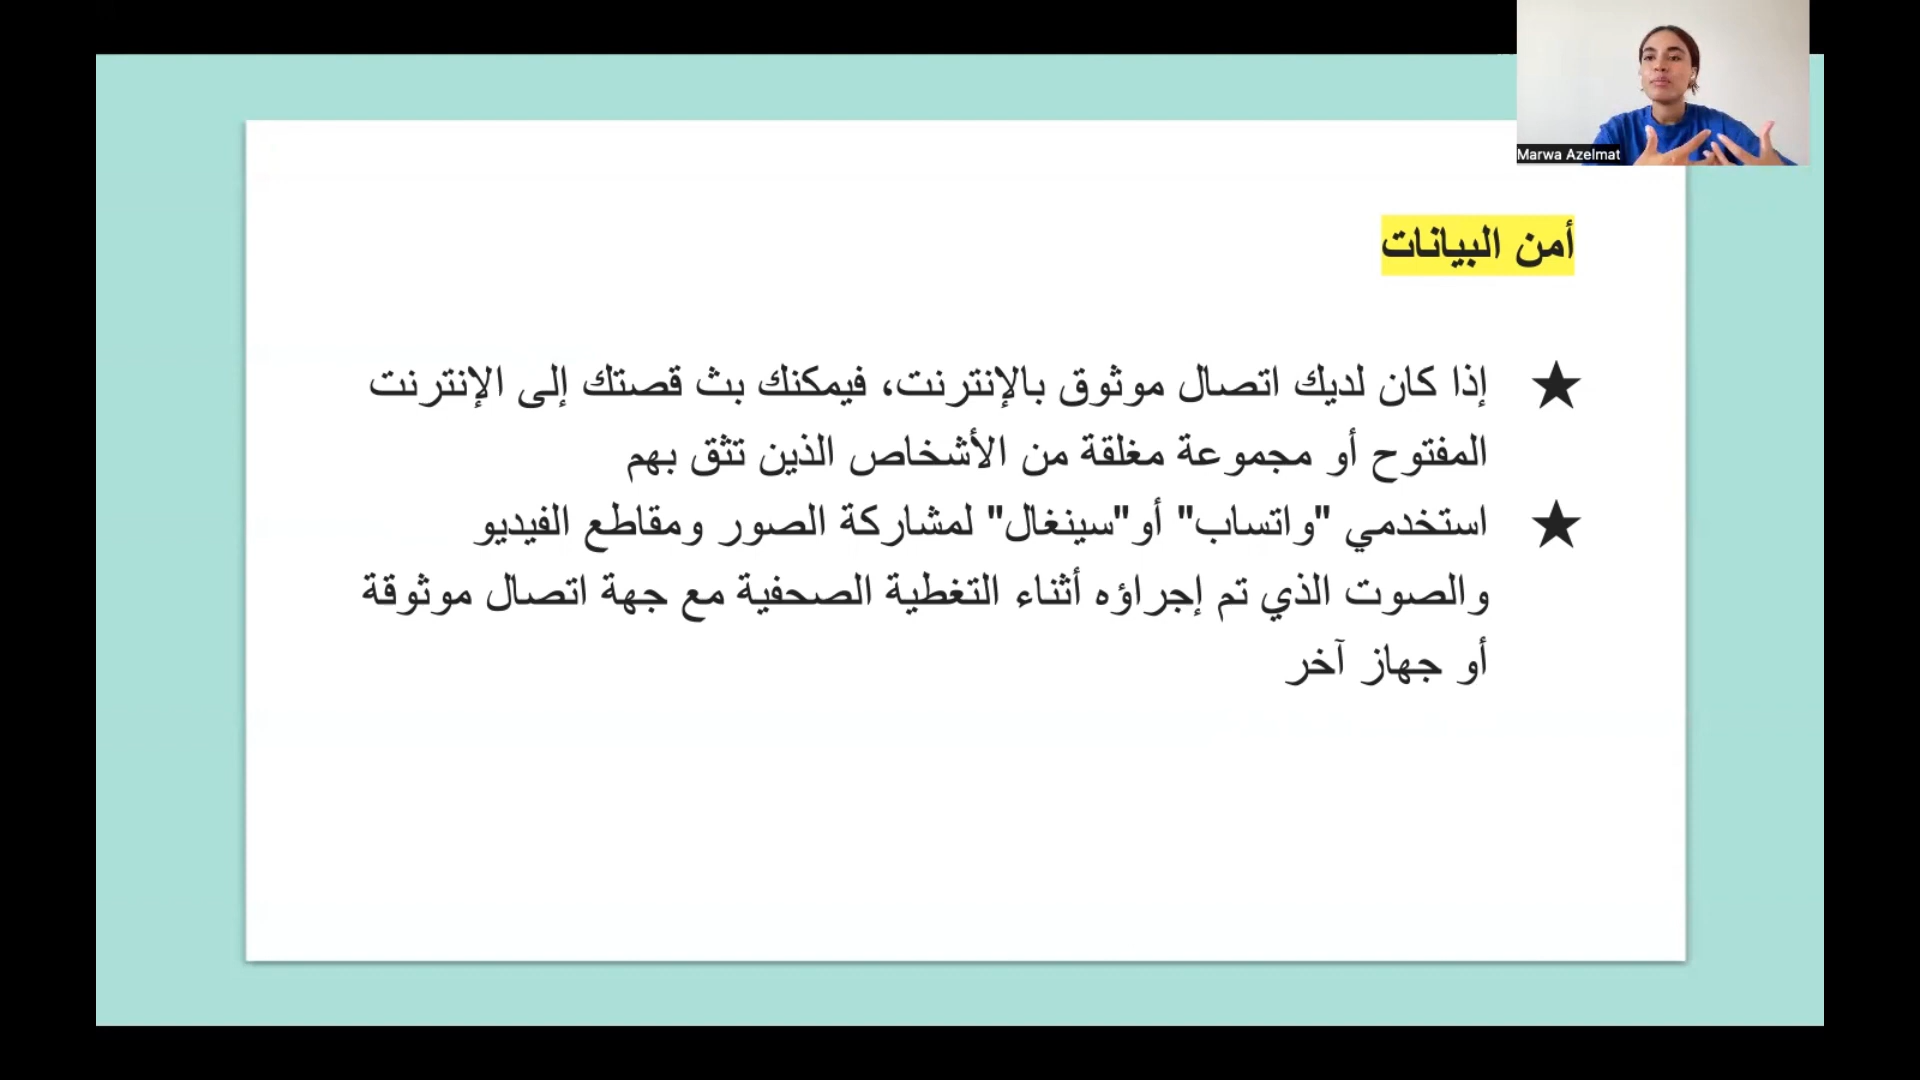 Marwa Azelmat
أمن البيانات
★ إذا كان لديك اتصال موثوق بالإنترنت، فيمكنك بث قصتك إلى الإنترنت
المفتوح أو مجموعة مغلقة من الأشخاص الذين تثق بهم
★ استخدمي "واتساب" أو"سينغال" لمشاركة الصور ومقاطع الفيديو
والصوت الذي تم إجراؤه أثناء التغطية الصحفية مع جهة اتصال موثوقة
أو جهاز آخر